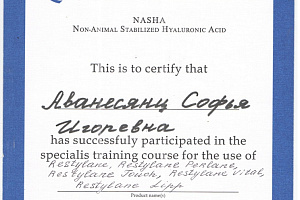 NASHA
Non-Animal Stabilized Hyaluronic Acid
This is to certify that
Аванесянц Софья
Игоревна
has successfuly participated in the
specialis training course for the use of
Restylane, Restylane Perlane,
Restylane Touch, Restylane Vital,
Restylane Lipp
Product name(s)